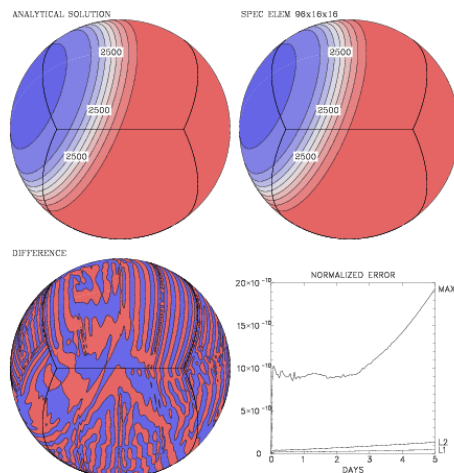 ANALYTICAL SOLUTION
SPEC ELEM 96x16x16
2500
2500
2500
2500
2500
2500
DIFFERENCE
NORMALIZED ERROR
20×10⁻¹⁰
15×10⁻¹⁰
10×10⁻¹⁰
5×10⁻¹⁰
0
MAX
L2
L1
0 1 2 3 4 5
DAYS